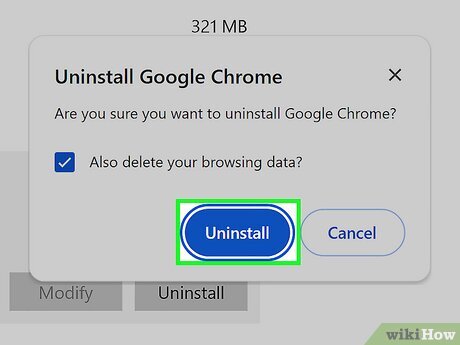 321 MB
Uninstall Google Chrome
Are you sure you want to uninstall Google Chrome?
Also delete your browsing data?
Uninstall Cancel
Modify Uninstall
wikiHow